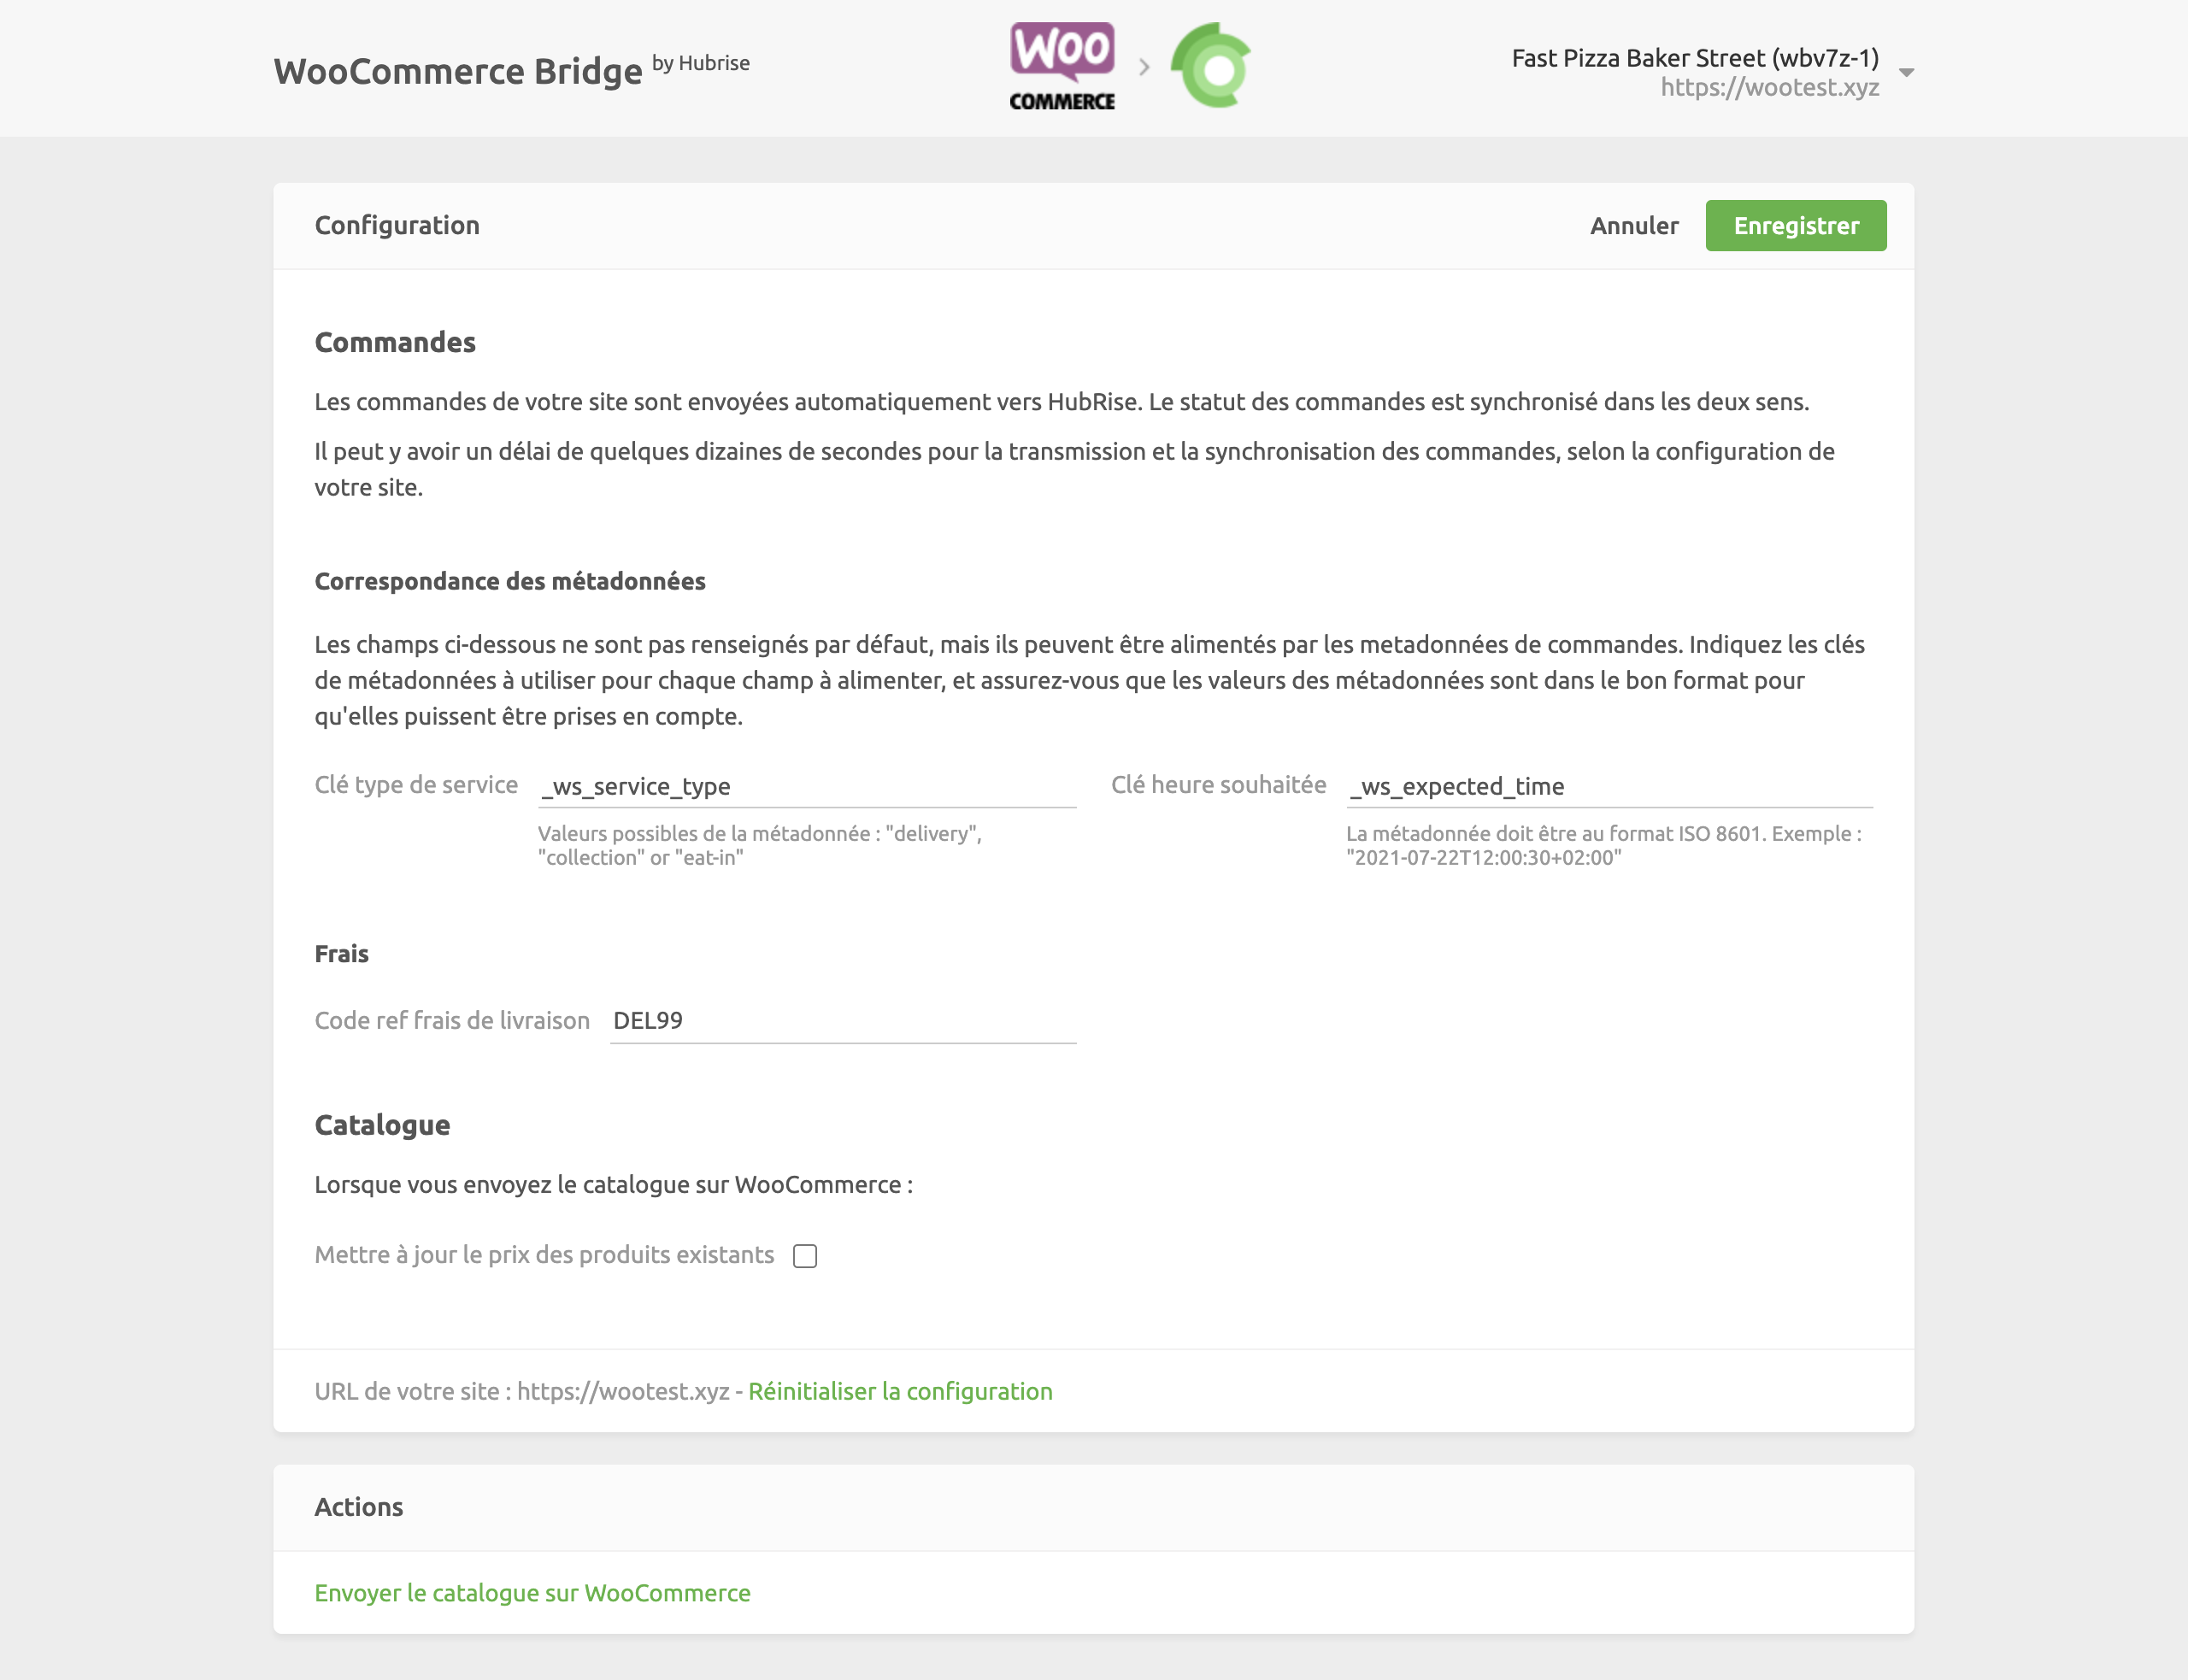 WooCommerce Bridge by Hubrise
Woo
COMMERCE
Fast Pizza Baker Street (wbv7z-1)
https://wootest.xyz
Configuration
Annuler
Enregistrer
Commandes
Les commandes de votre site sont envoyées automatiquement vers HubRise. Le statut des commandes est synchronisé dans les deux sens.
Il peut y avoir un délai de quelques dizaines de secondes pour la transmission et la synchronisation des commandes, selon la configuration de
votre site.
Correspondance des métadonnées
Les champs ci-dessous ne sont pas renseignés par défaut, mais ils peuvent être alimentés par les metadonnées de commandes. Indiquez les clés
de métadonnées à utiliser pour chaque champ à alimenter, et assurez-vous que les valeurs des métadonnées sont dans le bon format pour
qu'elles puissent être prises en compte.
Clé type de service
_ws_service_type
Valeurs possibles de la métadonnée : "delivery",
"collection" or "eat-in"
Clé heure souhaitée
_ws_expected_time
La métadonnée doit être au format ISO 8601. Exemple :
"2021-07-22T12:00:30+02:00"
Frais
Code ref frais de livraison
DEL99
Catalogue
Lorsque vous envoyez le catalogue sur WooCommerce :
Mettre à jour le prix des produits existants
URL de votre site : https://wootest.xyz - Réinitialiser la configuration
Actions
Envoyer le catalogue sur WooCommerce